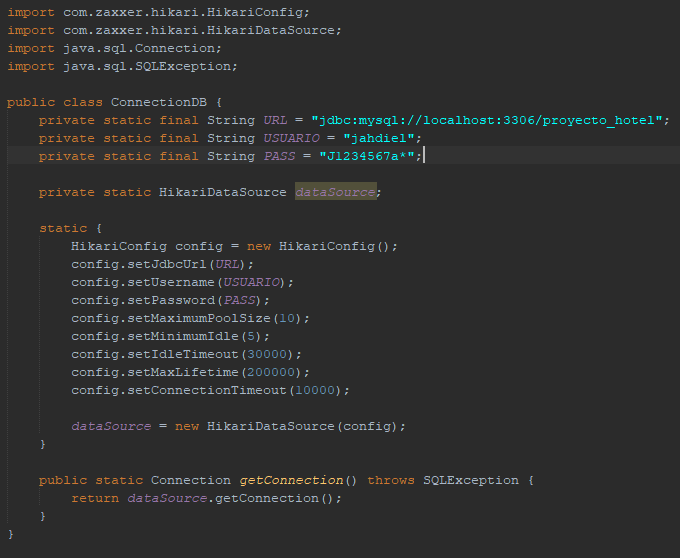 import com.zaxxer.hikari.HikariConfig;
import com.zaxxer.hikari.HikariDataSource;
import java.sql.Connection;
import java.sql.SQLException;

public class ConnectionDB {
    private static final String URL = "jdbc:mysql://localhost:3306/proyecto_hotel";
    private static final String USUARIO = "jahdiel";
    private static final String PASS = "J1234567a*";

    private static HikariDataSource dataSource;

    static {
        HikariConfig config = new HikariConfig();
        config.setJdbcUrl(URL);
        config.setUsername(USUARIO);
        config.setPassword(PASS);
        config.setMaximumPoolSize(10);
        config.setMinimumIdle(5);
        config.setIdleTimeout(30000);
        config.setMaxLifetime(200000);
        config.setConnectionTimeout(10000);

        dataSource = new HikariDataSource(config);
    }

    public static Connection getConnection() throws SQLException {
        return dataSource.getConnection();
    }
}